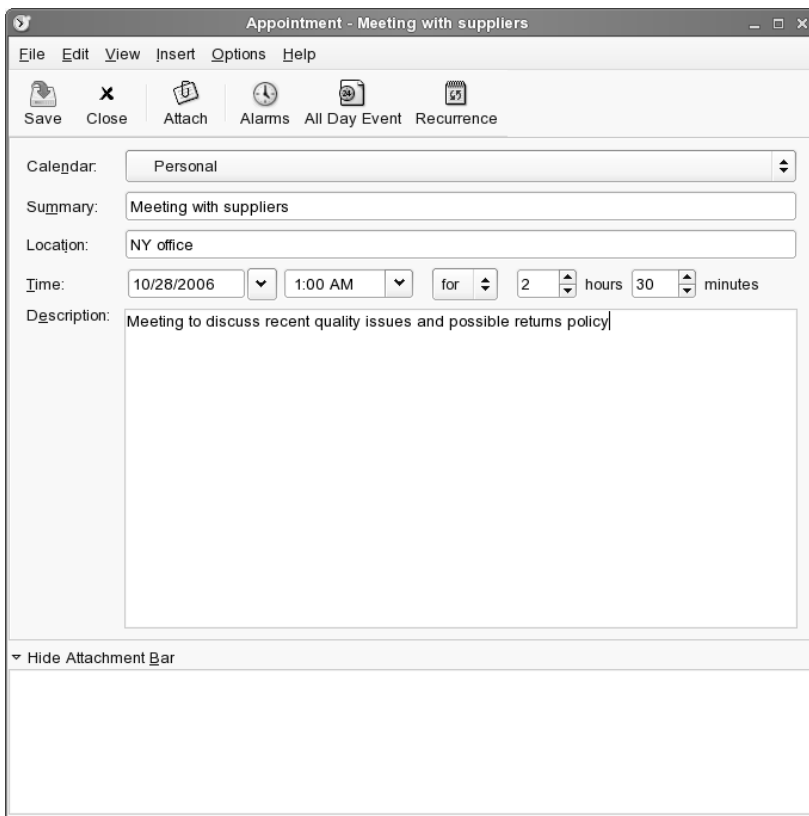 Appointment - Meeting with suppliers
File Edit View Insert Options Help
Save Close Attach Alarms 24 All Day Event Recurrence
Calendar: Personal
Summary: Meeting with suppliers
Location: NY office
Time: 10/28/2006 1:00 AM for 2 hours 30 minutes
Description: Meeting to discuss recent quality issues and possible returns policy
Hide Attachment Bar